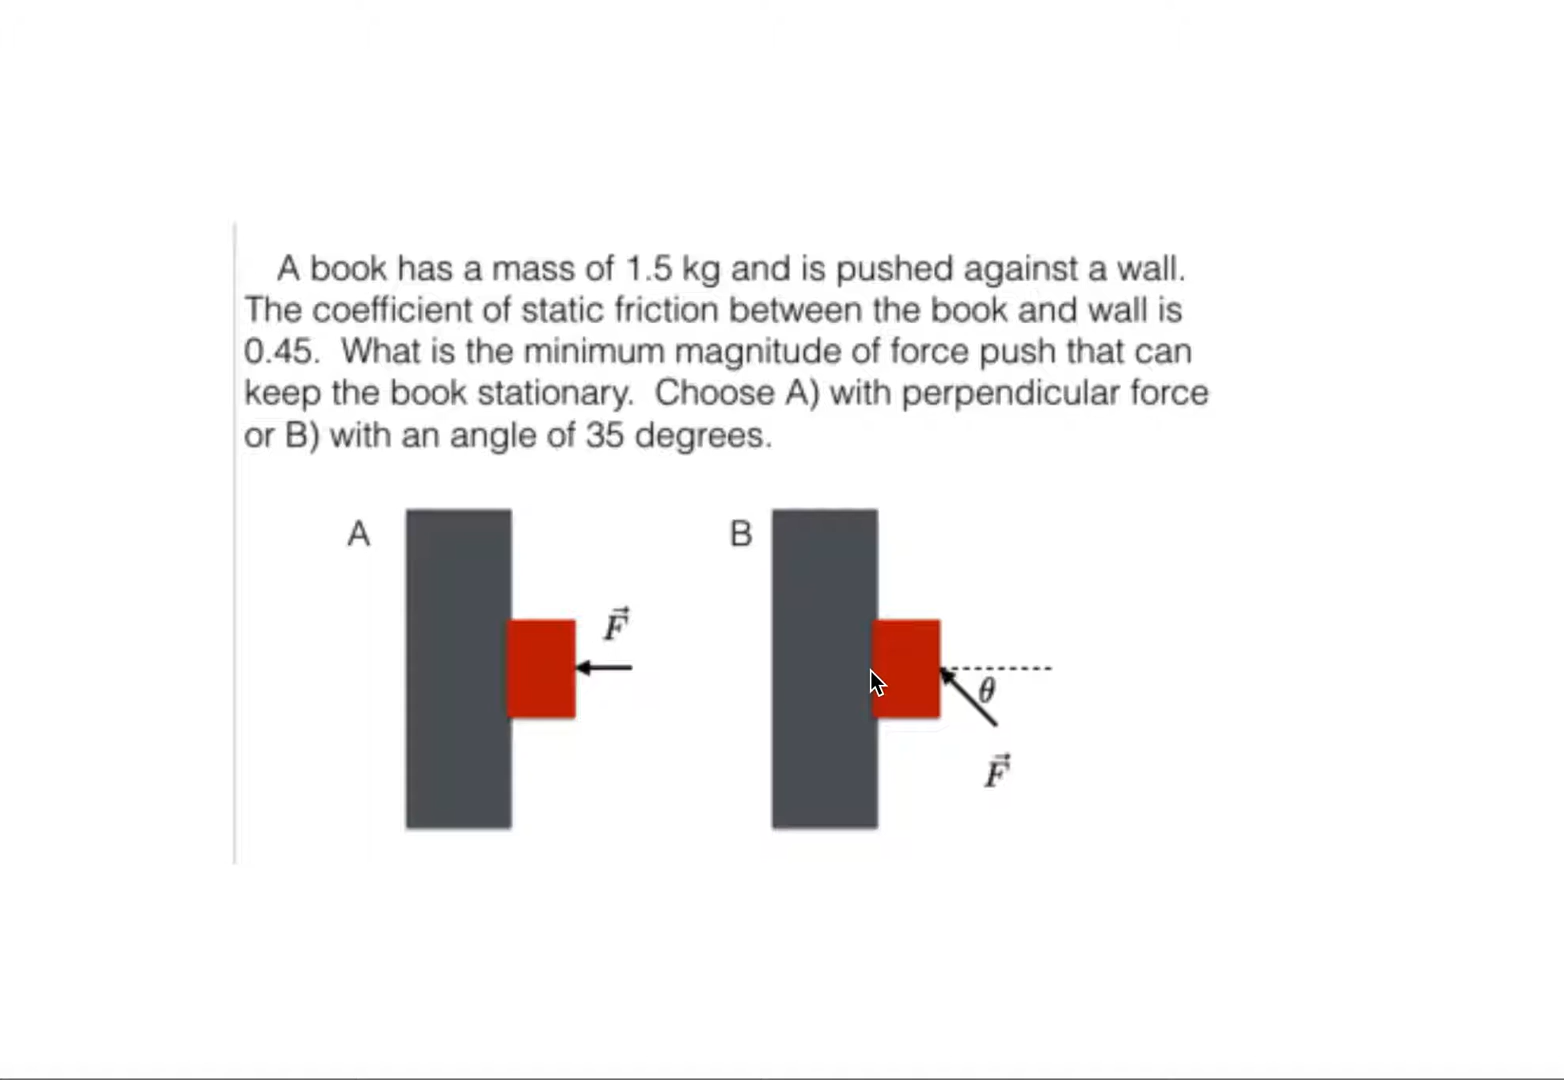 A book has a mass of 1.5 kg and is pushed against a wall.
The coefficient of static friction between the book and wall is
0.45.  What is the minimum magnitude of force push that can
keep the book stationary.  Choose A) with perpendicular force
or B) with an angle of 35 degrees.
A
B
F⃗
θ
F⃗